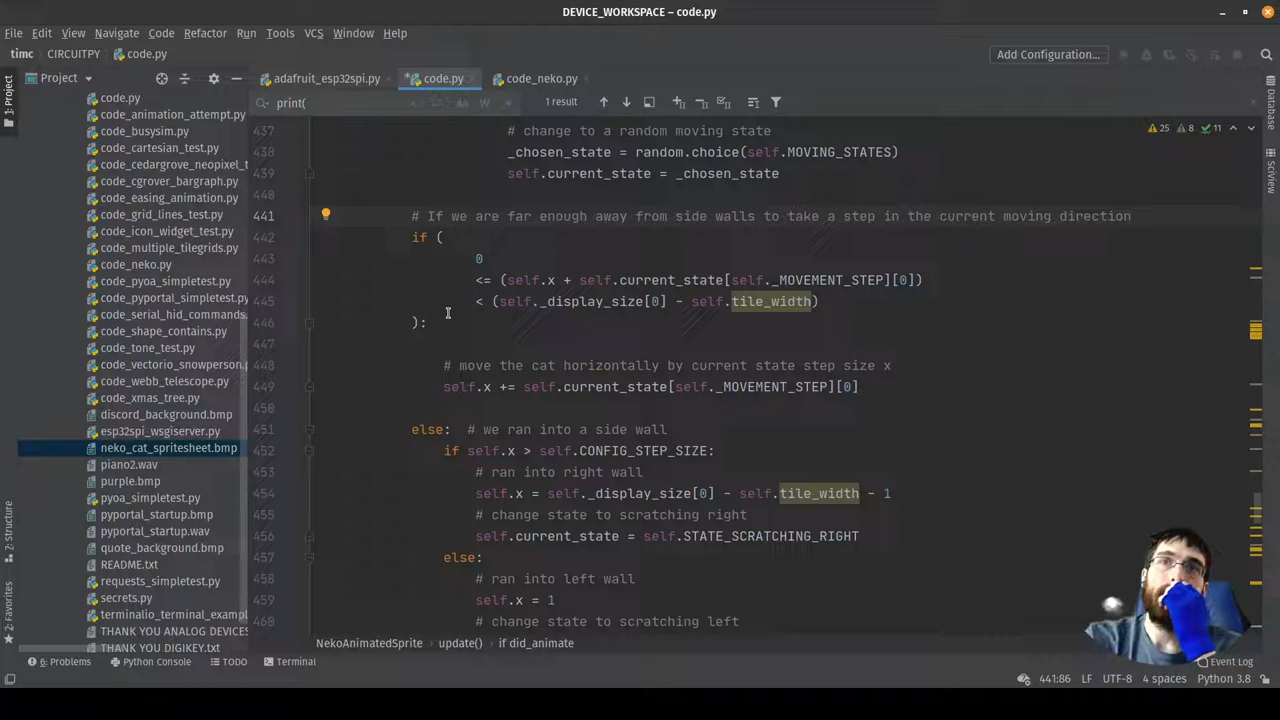 DEVICE_WORKSPACE – code.py
File Edit View Navigate Code Refactor Run Tools VCS Window Help
timc CIRCUITPY code.py
Add Configuration...
1: Project
Project
adafruit_esp32spi.py
*code.py
code_neko.py
print(
1 result
Cc
W
.*
25 8 11
Database
SciView
code.py
code_animation_attempt.py
code_busysim.py
code_cartesian_test.py
code_cedargrove_neopixel_t
code_cgrover_bargraph.py
code_easing_animation.py
code_grid_lines_test.py
code_icon_widget_test.py
code_multiple_tilegrids.py
code_neko.py
code_pyoa_simpletest.py
code_pyportal_startup.py
code_serial_hid_commands.
code_shape_contains.py
code_tone_test.py
code_vectorio_snowperson.
code_webb_telescope.py
code_xmas_tree.py
discord_background.bmp
esp32spi_wsgiserver.py
neko_cat_spritesheet.bmp
piano2.wav
purple.bmp
pyoa_simpletest.py
pyportal_startup.bmp
pyportal_startup.wav
quote_background.bmp
README.txt
requests_simpletest.py
secrets.py
terminalio_terminal_exampl
THANK YOU ANALOG DEVICES
THANK YOU DIGIKEY.txt
437 # change to a random moving state
438 _chosen_state = random.choice(self.MOVING_STATES)
439 self.current_state = _chosen_state
440
441 # If we are far enough away from side walls to take a step in the current moving direction
442 if (
443 0
444 <= (self.x + self.current_state[self._MOVEMENT_STEP][0])
445 < (self._display_size[0] - self.tile_width)
446 ):
447
448 # move the cat horizontally by current state step size x
449 self.x += self.current_state[self._MOVEMENT_STEP][0]
450
451 else: # we ran into a side wall
452 if self.x > self.CONFIG_STEP_SIZE:
453 # ran into right wall
454 self.x = self._display_size[0] - self.tile_width - 1
455 # change state to scratching right
456 self.current_state = self.STATE_SCRATCHING_RIGHT
457 else:
458 # ran into left wall
459 self.x = 1
460 # change state to scratching left
NekoAnimatedSprite update() if did_animate
7: Structure
2: Favorites
6: Problems Python Console TODO Terminal
Event Log
441:86 LF UTF-8 4 spaces Python 3.8